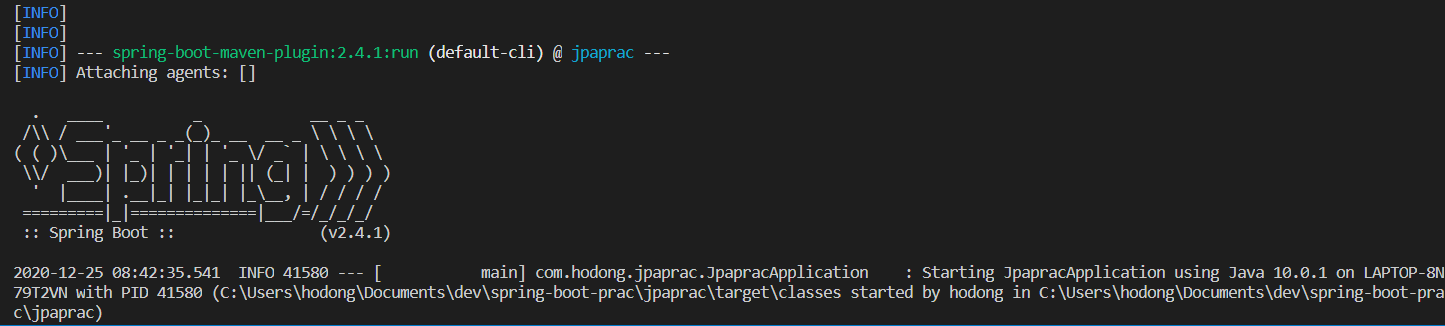 [INFO]
[INFO]
[INFO] --- spring-boot-maven-plugin:2.4.1:run (default-cli) @ jpaprac ---
[INFO] Attaching agents: []
  .   ____          _            __ _ _
 /\\ / ___'_ __ _ _(_)_ __  __ _ \ \ \ \
( ( )\___ | '_ | '_| | '_ \/ _` | \ \ \ \
 \\/  ___)| |_)| | | | | || (_| |  ) ) ) )
  '  |____| .__|_| |_|_| |_\__, | / / / /
 =========|_|==============|___/=/_/_/_/
 :: Spring Boot ::                (v2.4.1)
2020-12-25 08:42:35.541  INFO 41580 --- [           main] com.hodong.jpaprac.JpapracApplication    : Starting JpapracApplication using Java 10.0.1 on LAPTOP-8N
79T2VN with PID 41580 (C:\Users\hodong\Documents\dev\spring-boot-prac\jpaprac\target\classes started by hodong in C:\Users\hodong\Documents\dev\spring-boot-pra
c\jpaprac)